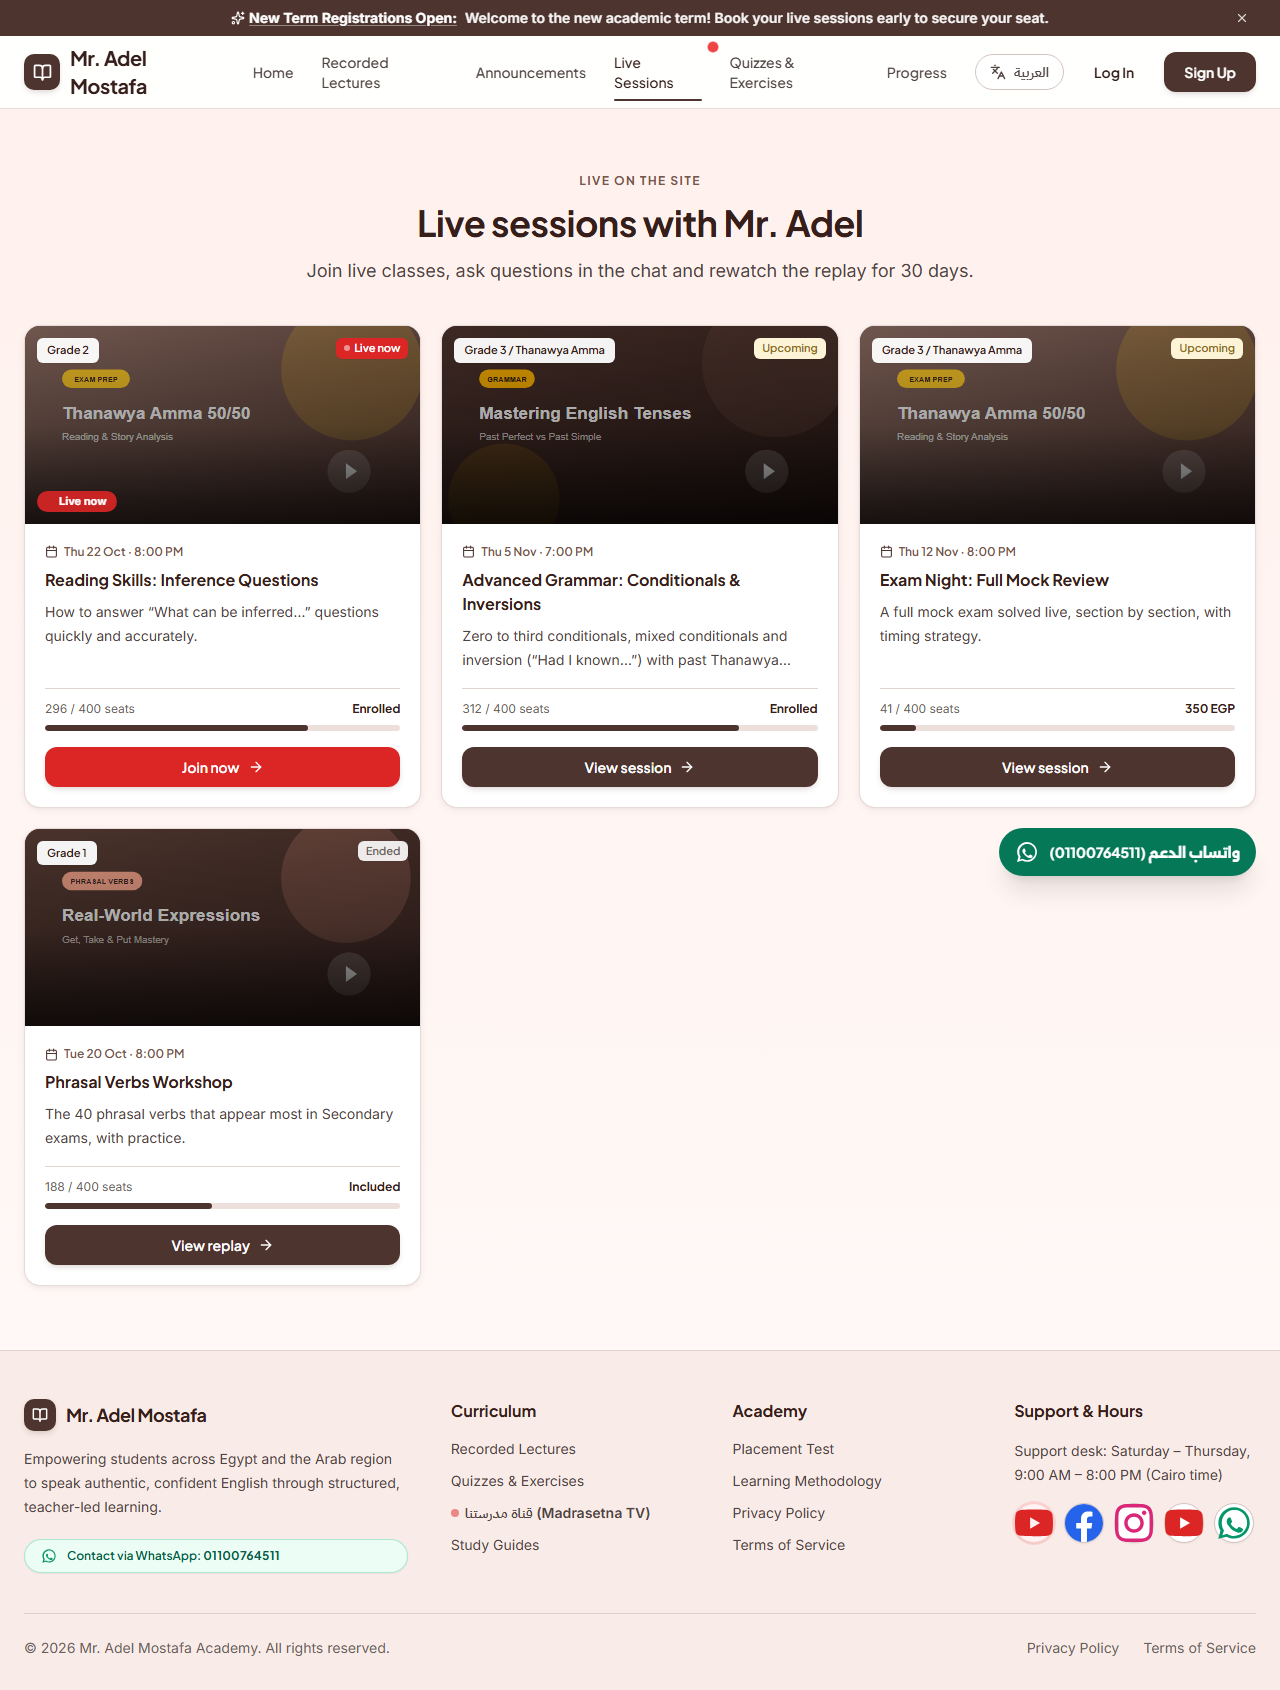 New Term Registrations Open: Welcome to the new academic term! Book your live sessions early to secure your seat.
Mr. Adel Mostafa
Home
Recorded Lectures
Announcements
Live Sessions
Quizzes & Exercises
Progress
العربية
Log In
Sign Up
LIVE ON THE SITE
Live sessions with Mr. Adel
Join live classes, ask questions in the chat and rewatch the replay for 30 days.
Grade 2
Live now
EXAM PREP
Thanawya Amma 50/50
Reading & Story Analysis
Live now
Thu 22 Oct · 8:00 PM
Reading Skills: Inference Questions
How to answer “What can be inferred…” questions
quickly and accurately.
296 / 400 seats
Enrolled
Join now
Grade 3 / Thanawya Amma
Upcoming
GRAMMAR
Mastering English Tenses
Past Perfect vs Past Simple
Thu 5 Nov · 7:00 PM
Advanced Grammar: Conditionals &
Inversions
Zero to third conditionals, mixed conditionals and
inversion (“Had I known…”) with past Thanawya…
312 / 400 seats
Enrolled
View session
Grade 3 / Thanawya Amma
Upcoming
EXAM PREP
Thanawya Amma 50/50
Reading & Story Analysis
Thu 12 Nov · 8:00 PM
Exam Night: Full Mock Review
A full mock exam solved live, section by section, with
timing strategy.
41 / 400 seats
350 EGP
View session
Grade 1
Ended
PHRASAL VERBS
Real-World Expressions
Get, Take & Put Mastery
Tue 20 Oct · 8:00 PM
Phrasal Verbs Workshop
The 40 phrasal verbs that appear most in Secondary
exams, with practice.
188 / 400 seats
Included
View replay
واتساب الدعم (01100764511)
Mr. Adel Mostafa
Empowering students across Egypt and the Arab region
to speak authentic, confident English through structured,
teacher-led learning.
Contact via WhatsApp: 01100764511
Curriculum
Recorded Lectures
Quizzes & Exercises
قناة مدرستنا (Madrasetna TV)
Study Guides
Academy
Placement Test
Learning Methodology
Privacy Policy
Terms of Service
Support & Hours
Support desk: Saturday – Thursday,
9:00 AM – 8:00 PM (Cairo time)
© 2026 Mr. Adel Mostafa Academy. All rights reserved.
Privacy Policy
Terms of Service